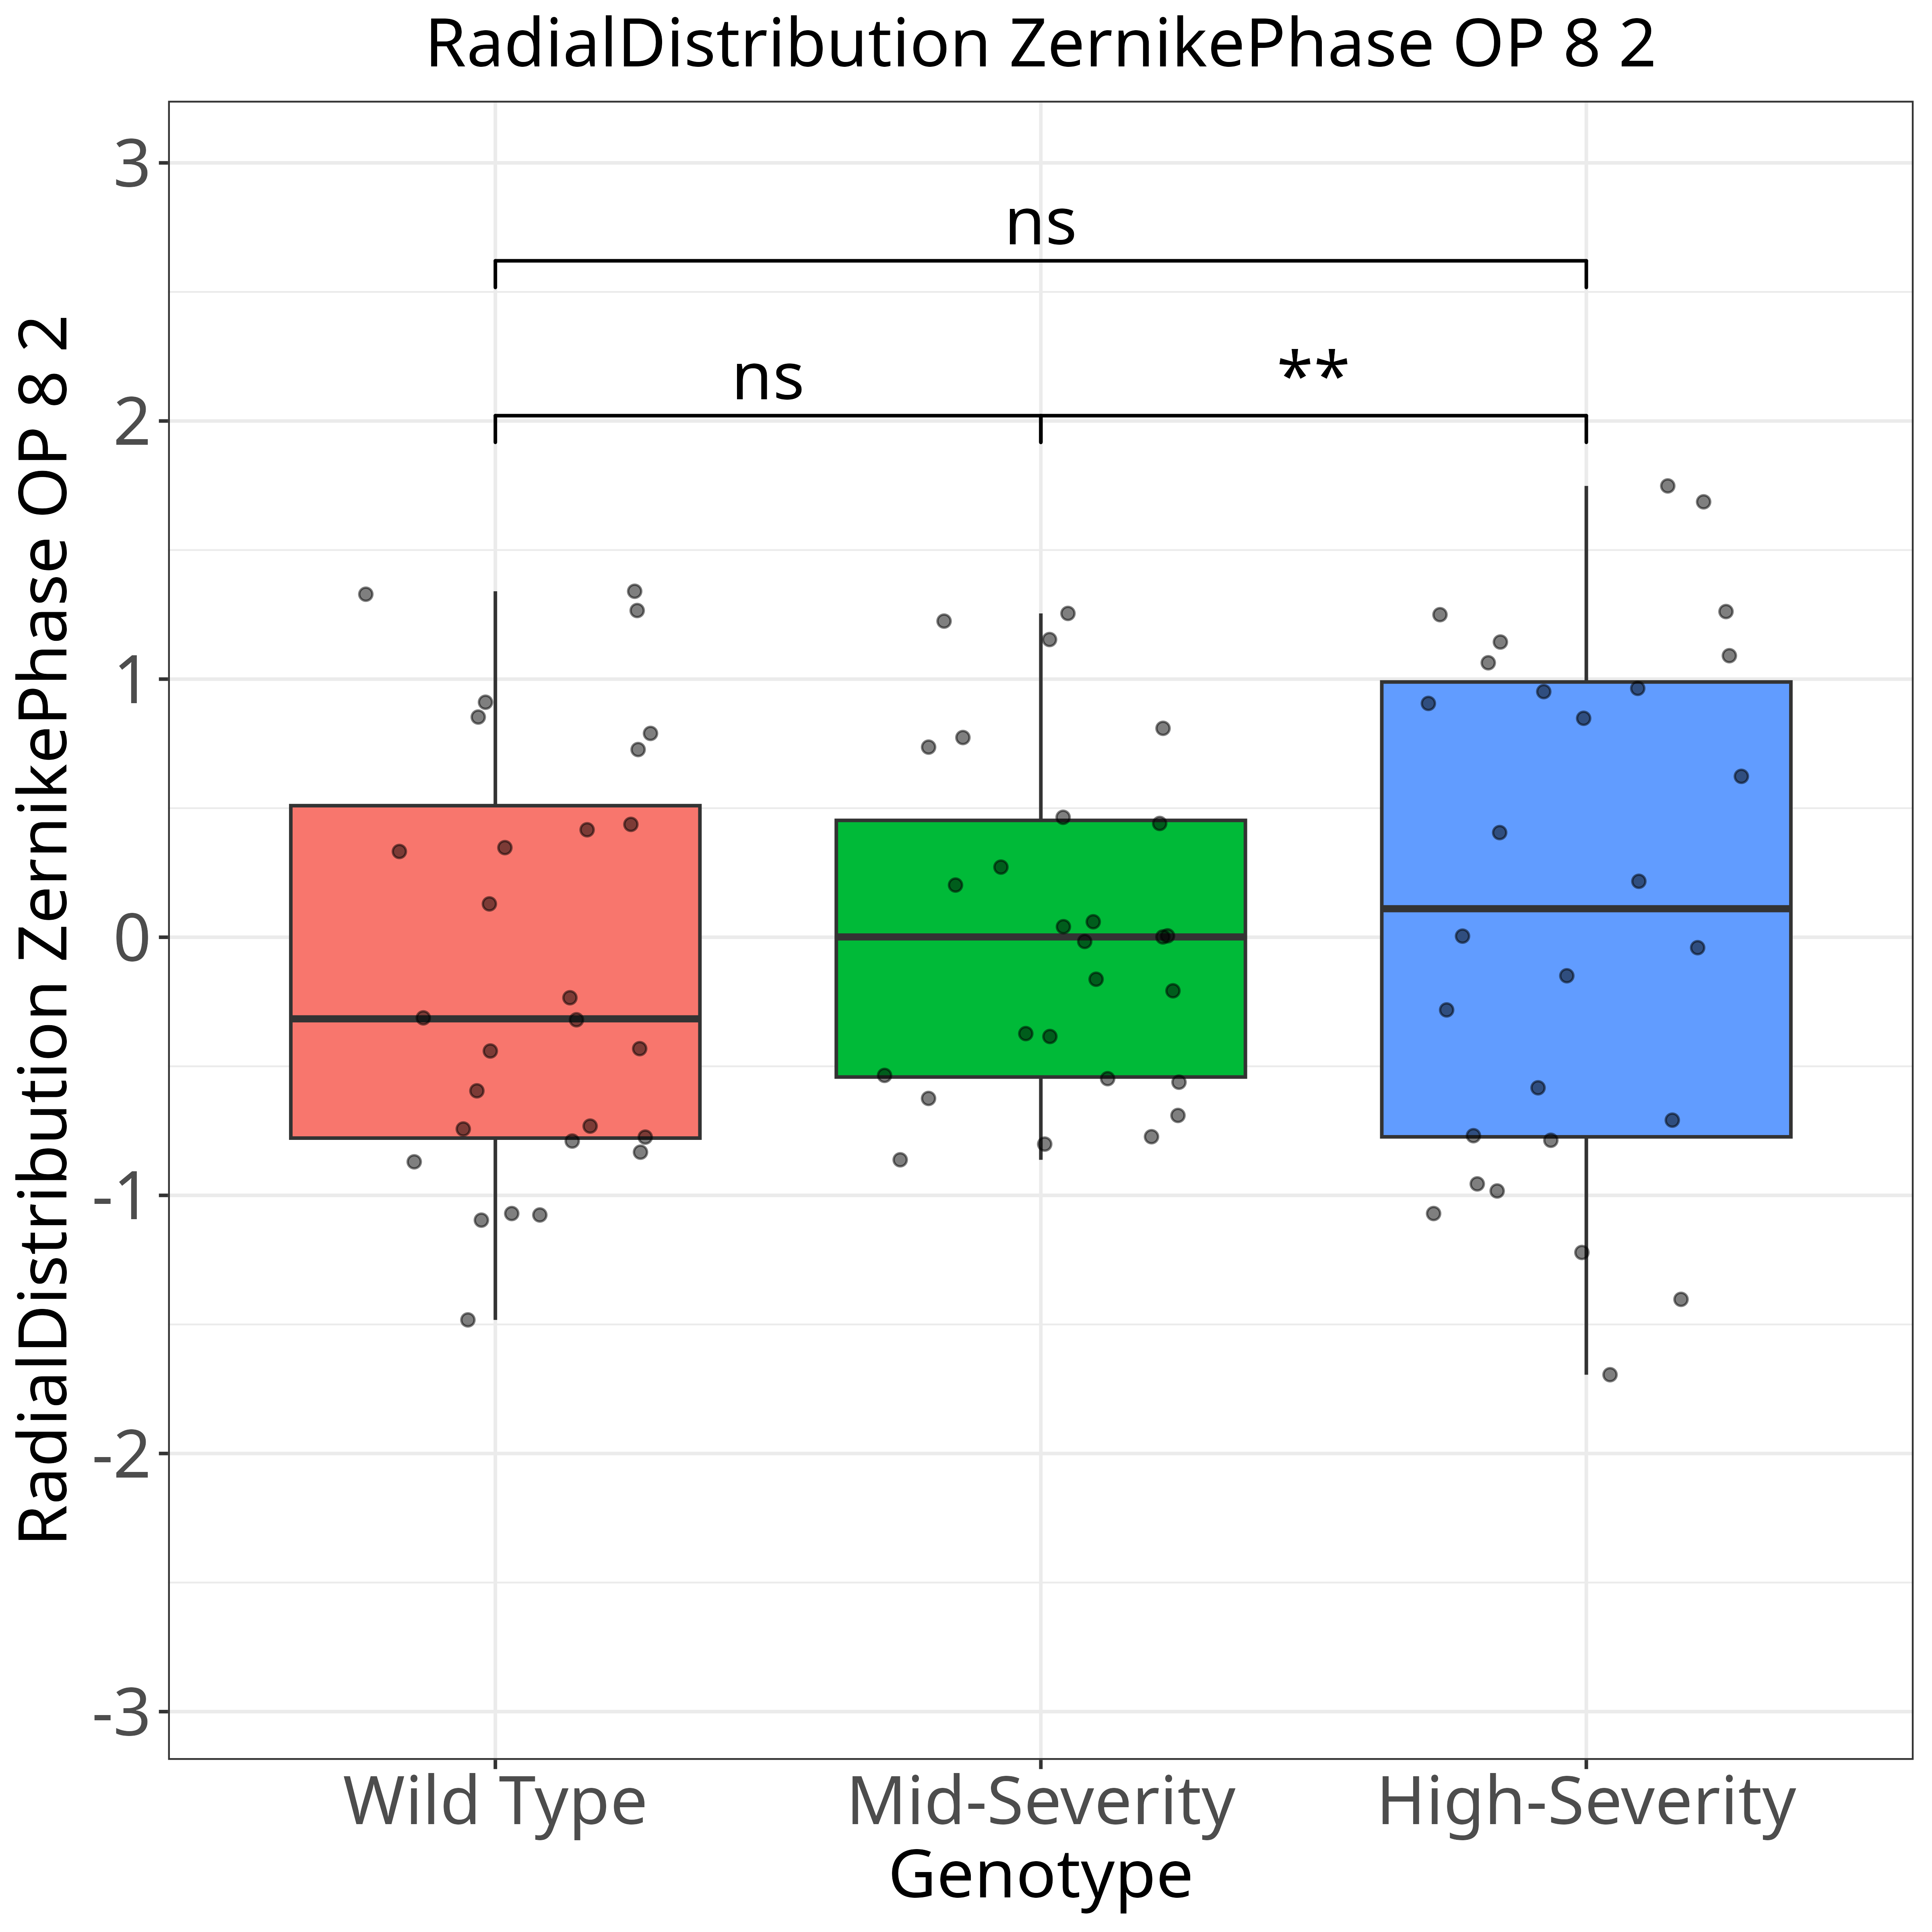 RadialDistribution ZernikePhase OP 8 2
RadialDistribution ZernikePhase OP 8 2
3
2
1
0
-1
-2
-3
ns
ns
**
Wild Type
Mid-Severity
High-Severity
Genotype